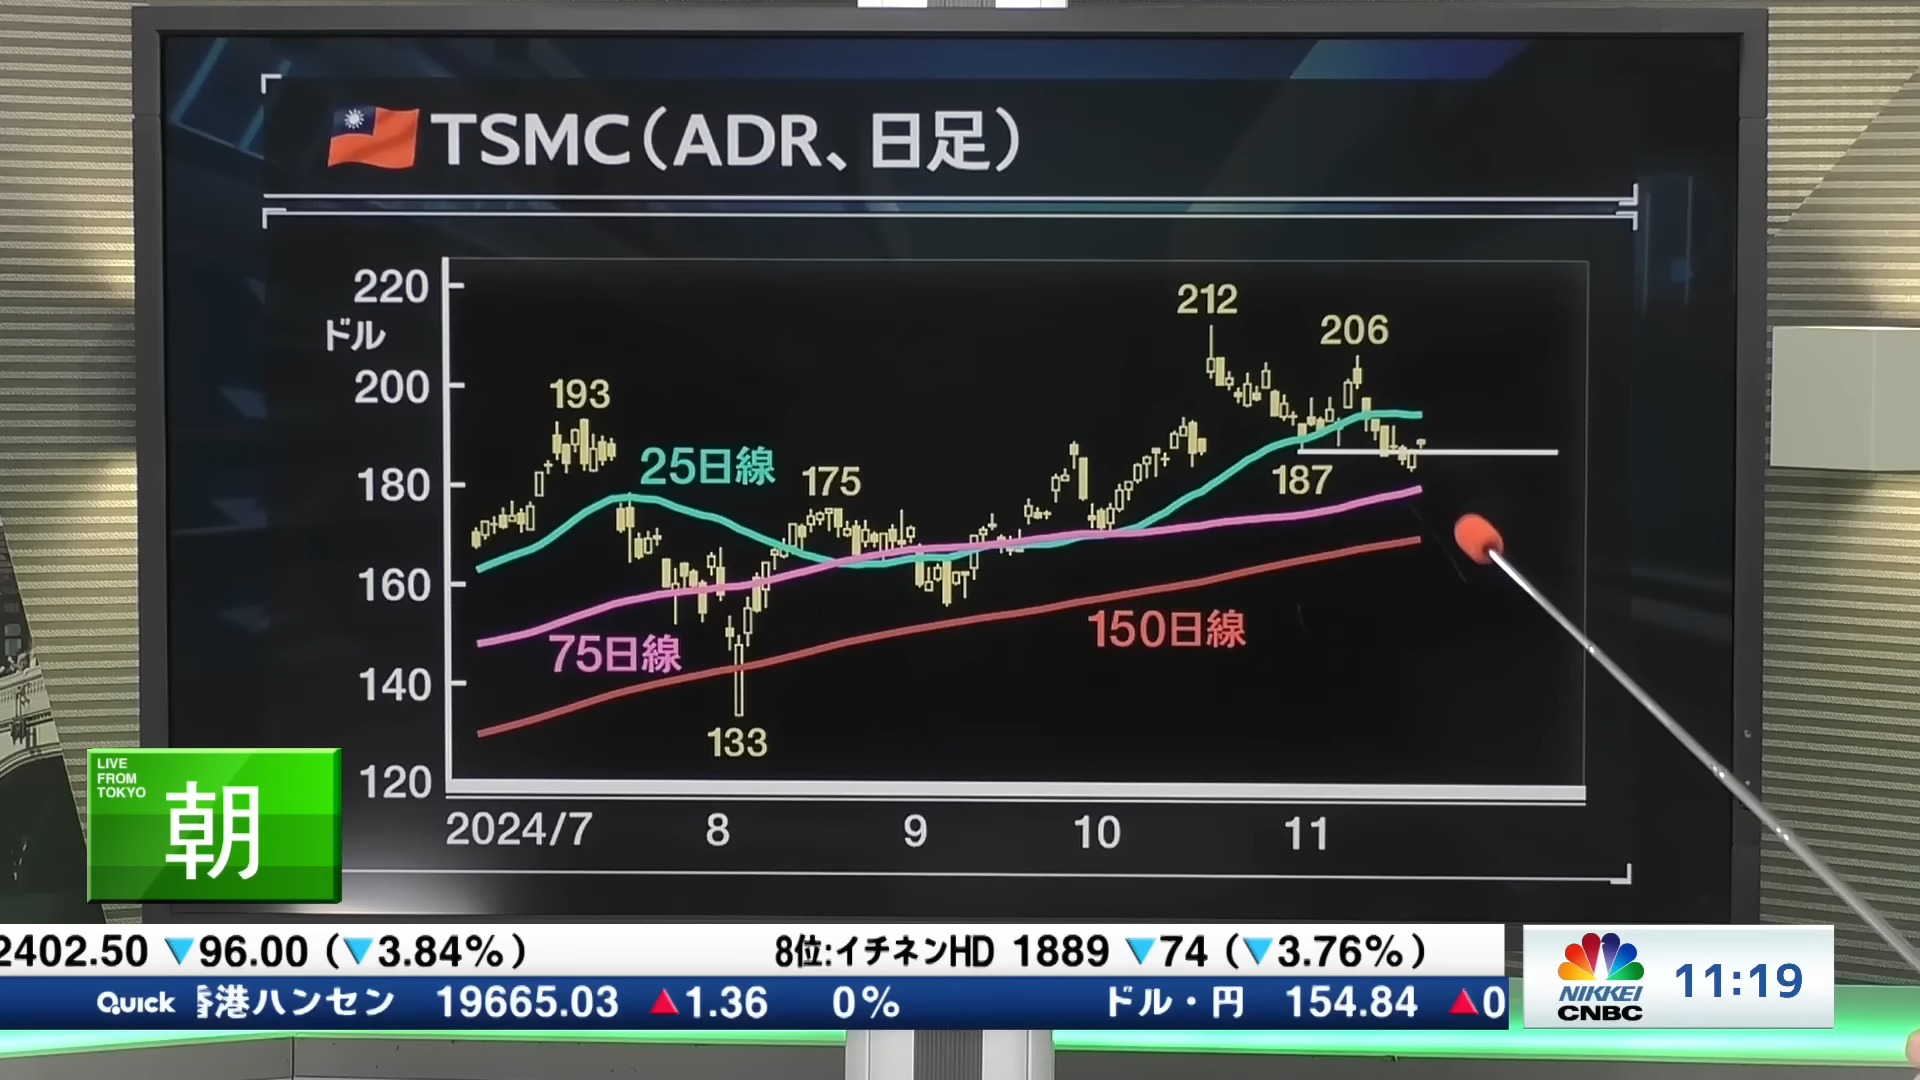 TSMC（ADR、日足）
220
ドル
200
180
160
140
120
193
25日線
175
212
206
187
75日線
133
150日線
2024/7 8 9 10 11
LIVE
FROM
TOKYO
朝
2402.50 ▼96.00 (▼3.84%) 8位:イチネンHD 1889 ▼74 (▼3.76%)
QUICK 香港ハンセン 19665.03 ▲1.36 0% ドル・円 154.84 ▲0
NIKKEI
CNBC
11:19